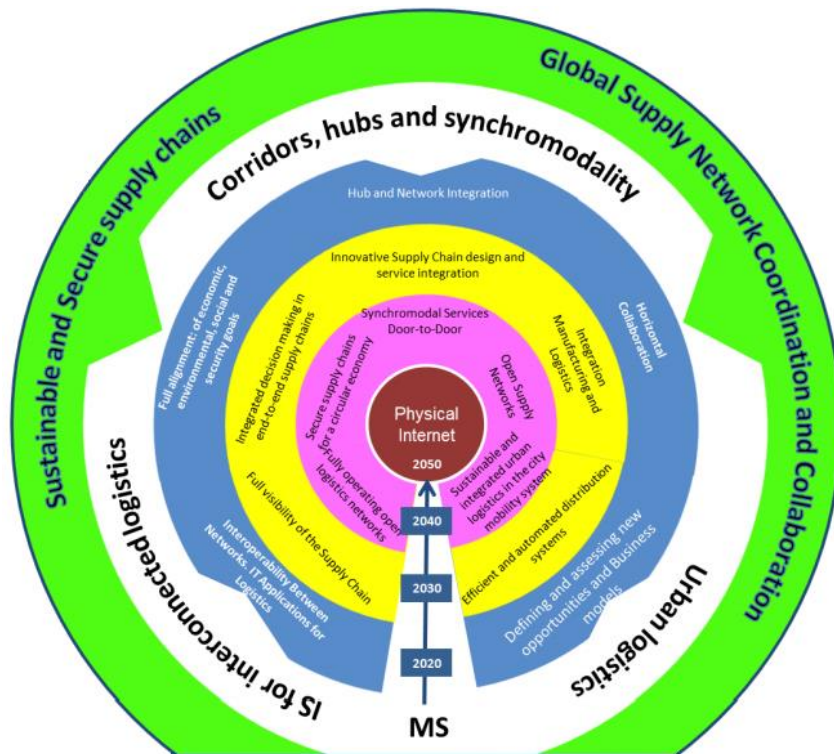 Sustainable and Secure supply chains
Global Supply Network Coordination and Collaboration
Corridors, hubs and synchromodality
Hub and Network Integration
Full alignment: of economic,
environmental, social and
security goals
Horizontal
Collaboration
Innovative Supply Chain design and
service integration
Integrated decision making in
end-to-end supply chains
Integration
Manufacturing and
Logistics
Synchromodal Services
Door-to-Door
Secure supply chains
for a circular economy
Open Supply
Networks
Physical
Internet
2050
Fully operating open
logistics networks
Sustainable and
integrated urban
logistics in the city
mobility system
Full visibility of the Supply Chain
Efficient and automated distribution
systems
Interoperability Between
Networks. IT Applications for
Logistics
Defining and assessing new
opportunities and Business
models
IS for interconnected logistics
Urban logistics
2040
2030
2020
MS